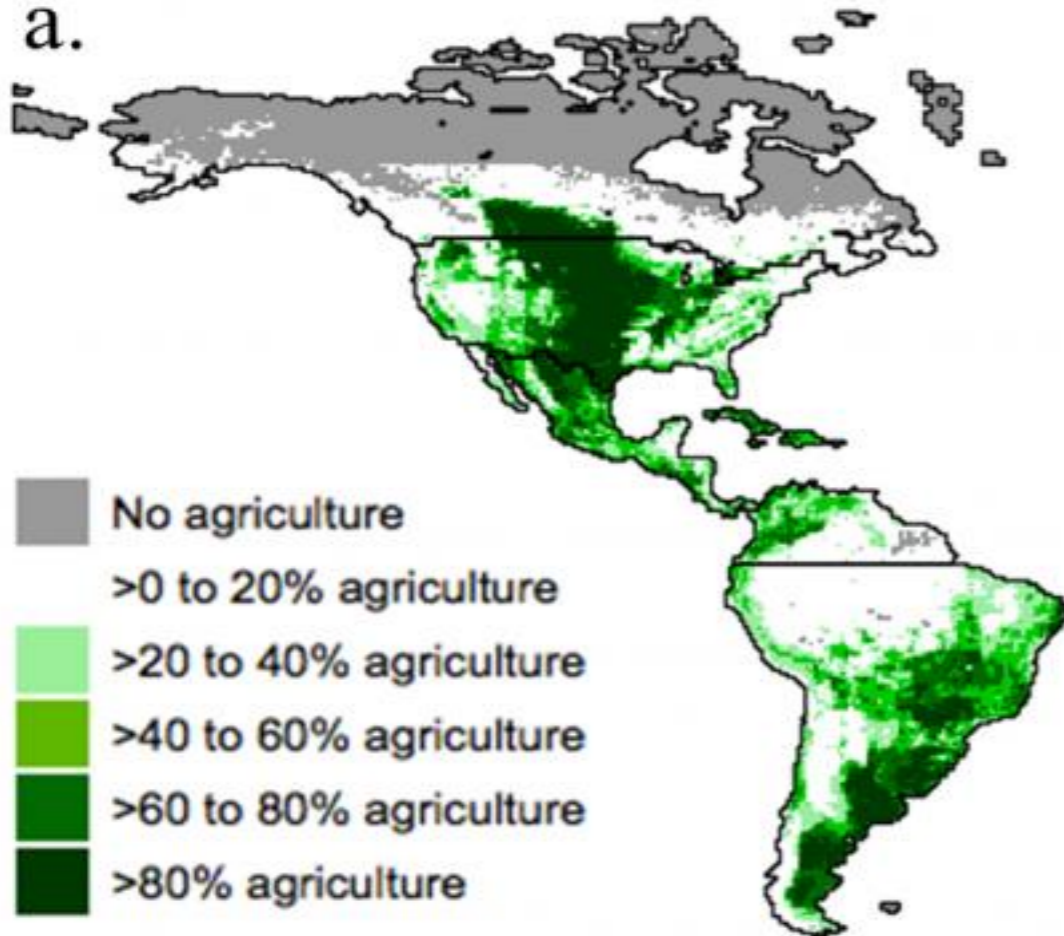 a.
No agriculture
>0 to 20% agriculture
>20 to 40% agriculture
>40 to 60% agriculture
>60 to 80% agriculture
>80% agriculture